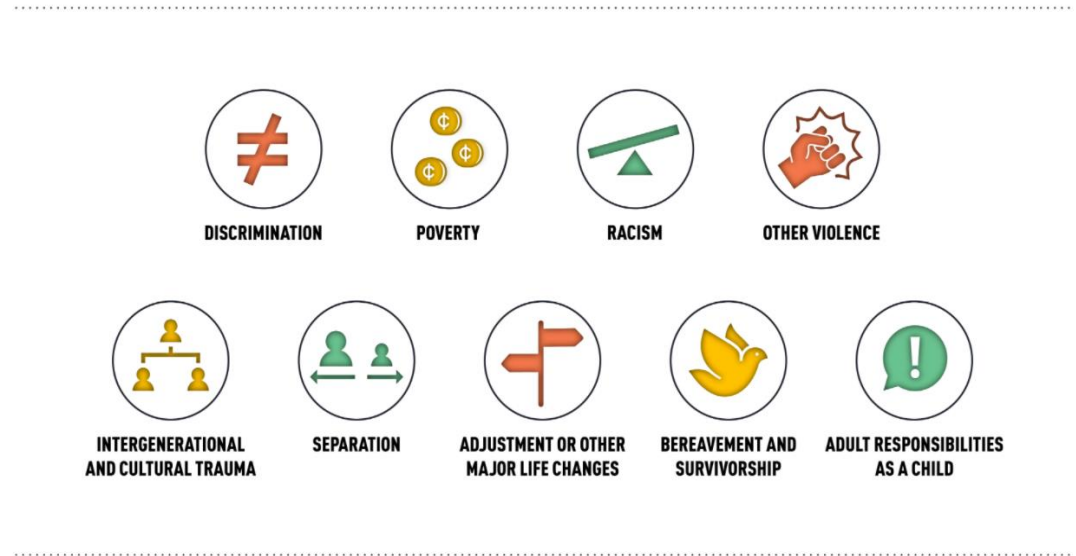 DISCRIMINATION
POVERTY
RACISM
OTHER VIOLENCE
INTERGENERATIONAL
AND CULTURAL TRAUMA
SEPARATION
ADJUSTMENT OR OTHER
MAJOR LIFE CHANGES
BEREAVEMENT AND
SURVIVORSHIP
ADULT RESPONSIBILITIES
AS A CHILD